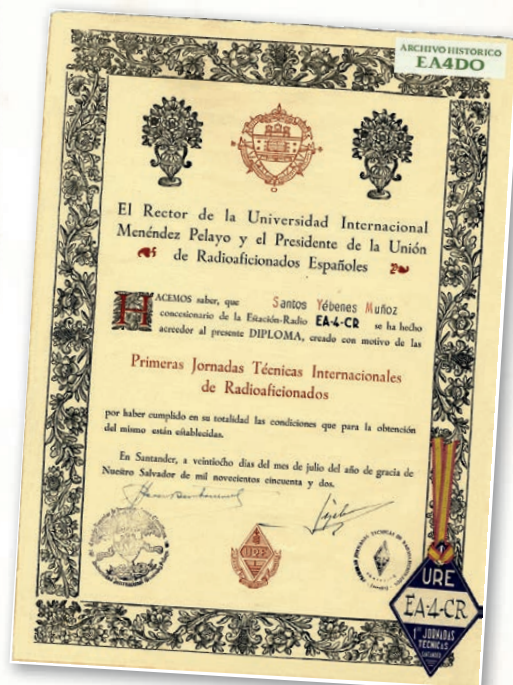 ARCHIVO HISTÓRICO
EA4DO
El Rector de la Universidad Internacional
Menéndez Pelayo y el Presidente de la Unión
de Radioaficionados Españoles
HACEMOS saber, que Santos Yébenes Muñoz
concesionario de la Estación-Radio EA-4-CR se ha hecho
acreedor al presente DIPLOMA, creado con motivo de las
Primeras Jornadas Técnicas Internacionales
de Radioaficionados
por haber cumplido en su totalidad las condiciones que para la obtención
del mismo están establecidas.
En Santander, a veintiocho días del mes de julio del año de gracia de
Nuestro Salvador de mil novecientos cincuenta y dos.
URE
URE
EA-4-CR
1as JORNADAS
TECNICAS
SANTANDER